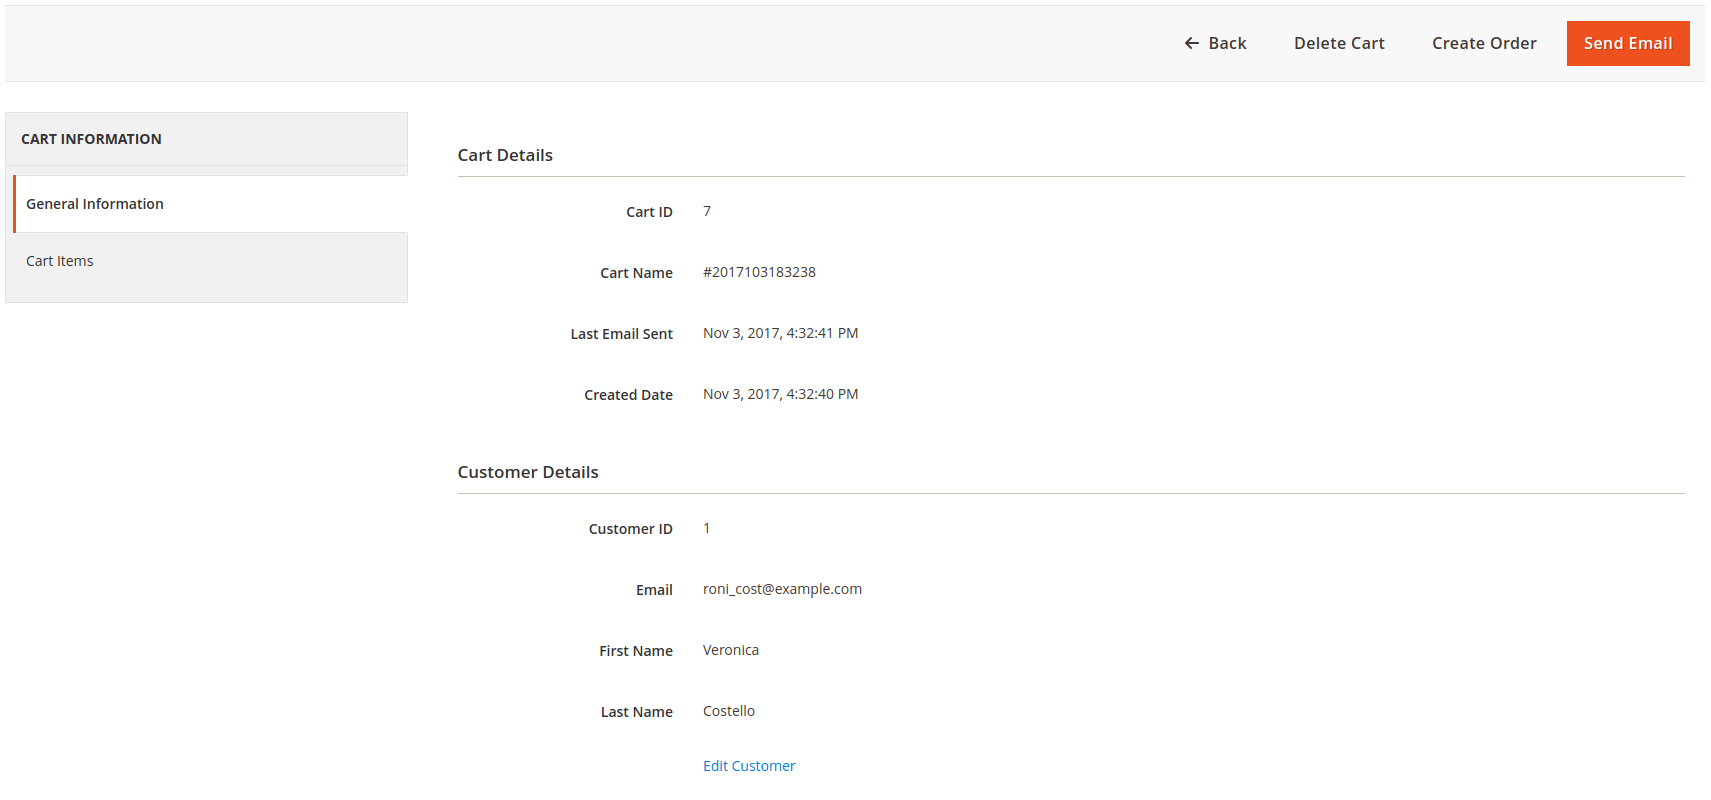 Back Delete Cart Create Order Send Email
CART INFORMATION
General Information
Cart Items
Cart Details
Cart ID 7
Cart Name #2017103183238
Last Email Sent Nov 3, 2017, 4:32:41 PM
Created Date Nov 3, 2017, 4:32:40 PM
Customer Details
Customer ID 1
Email roni_cost@example.com
First Name Veronica
Last Name Costello
Edit Customer